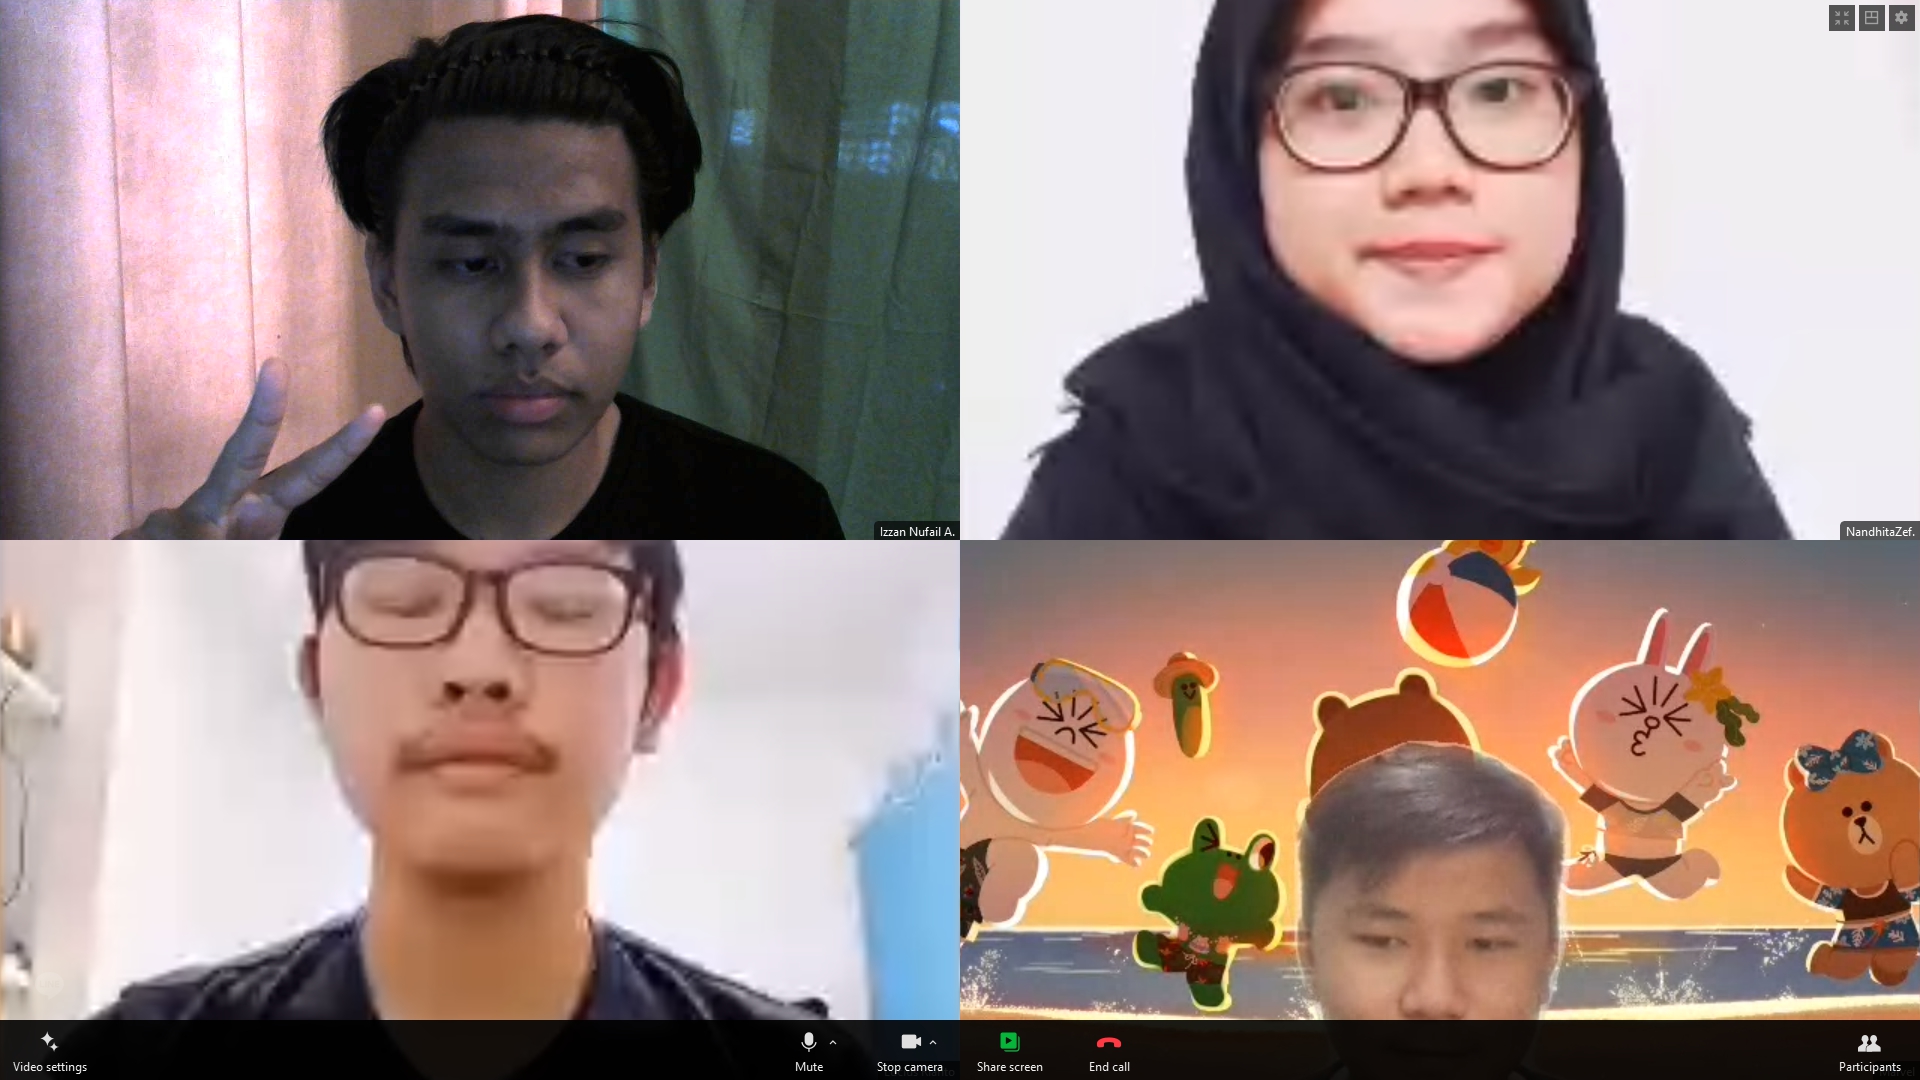 Izzan Nufail A.
NandhitaZef.
Video settings
Mute
Stop camera
Share screen
End call
Participants